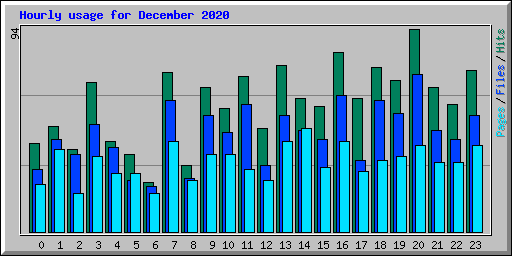 Hourly usage for December 2020
94
Pages / Files / Hits
0 1 2 3 4 5 6 7 8 9 10 11 12 13 14 15 16 17 18 19 20 21 22 23